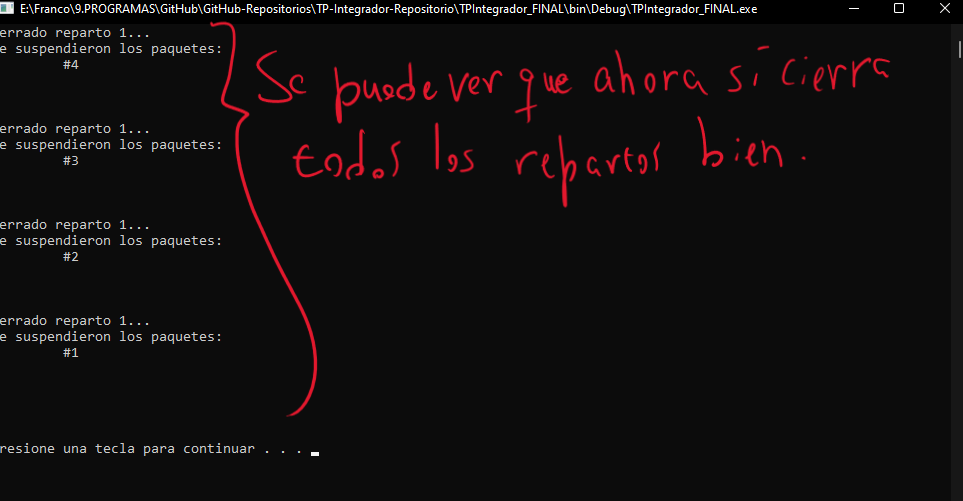 E:\Franco\9.PROGRAMAS\GitHub\GitHub-Repositorios\TP-Integrador-Repositorio\TPIntegrador_FINAL\bin\Debug\TPIntegrador_FINAL.exe
errado reparto 1...
e suspendieron los paquetes:
#4
Se puede ver que ahora si cierra
todos los repartos bien.
errado reparto 1...
e suspendieron los paquetes:
#3
errado reparto 1...
e suspendieron los paquetes:
#2
errado reparto 1...
e suspendieron los paquetes:
#1
resione una tecla para continuar . . .